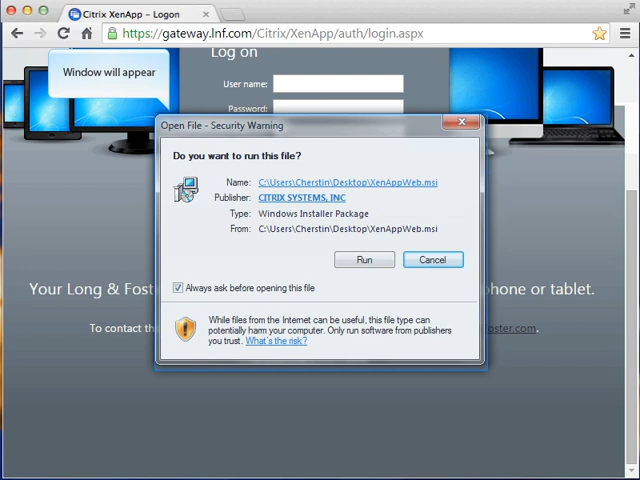 Citrix XenApp - Logon
https://gateway.lnf.com/Citrix/XenApp/auth/login.aspx
Log on
Window will appear
User name:
Password:
Open File - Security Warning
Do you want to run this file?
Name: C:\Users\Cherstin\Desktop\XenAppWeb.msi
Publisher: CITRIX SYSTEMS, INC
Type: Windows Installer Package
From: C:\Users\Cherstin\Desktop\XenAppWeb.msi
Run Cancel
Always ask before opening this file
Your Long & Fost phone or tablet.
To contact th oster.com.
While files from the Internet can be useful, this file type can
potentially harm your computer. Only run software from publishers
you trust. What's the risk?